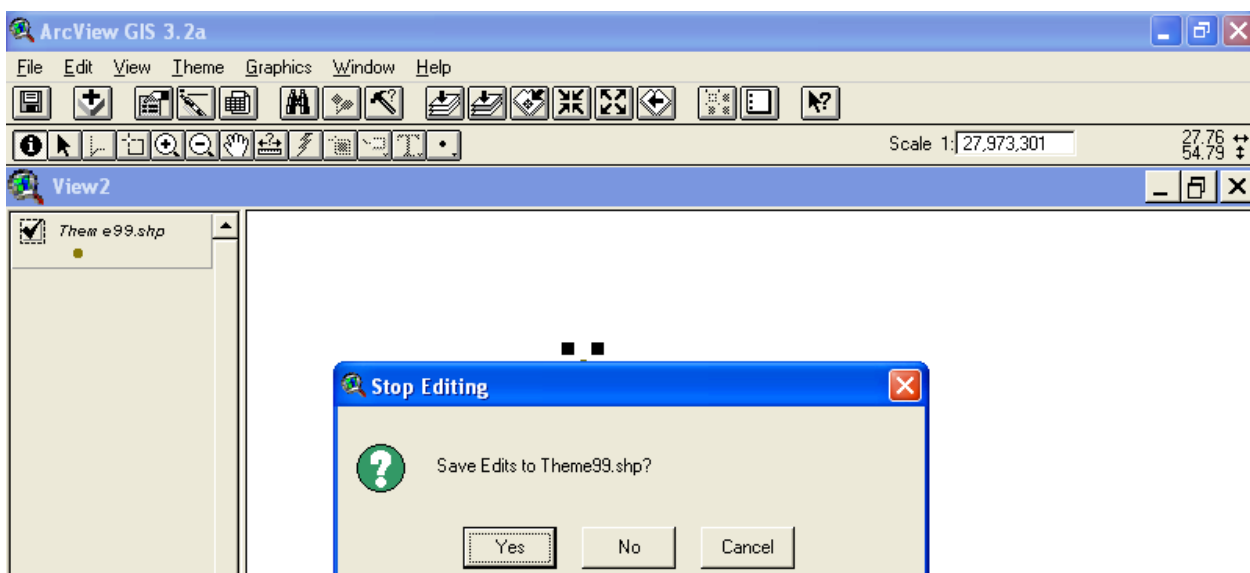 ArcView GIS 3.2a
File Edit View Theme Graphics Window Help
Scale 1: 27,973,301
27.76
54.79
View2
Them e99.shp
Stop Editing
Save Edits to Theme99.shp?
Yes No Cancel